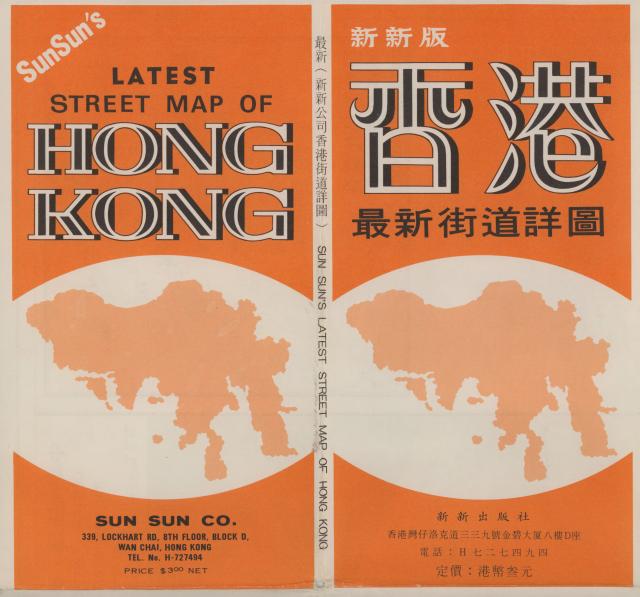 SunSun's
LATEST
STREET MAP OF
HONG
KONG
SUN SUN CO.
339, LOCKHART RD, 8TH FLOOR, BLOCK D,
WAN CHAI, HONG KONG
TEL. No. H-727494
PRICE $3.00 NET
最新（新新公司香港街道詳圖） SUN SUN'S LATEST STREET MAP OF HONG KONG
新新版
香港
最新街道詳圖
新新出版社
香港灣仔洛克道三三九號金碧大厦八樓D座
電話：H七二七四九四
定價：港幣叁元